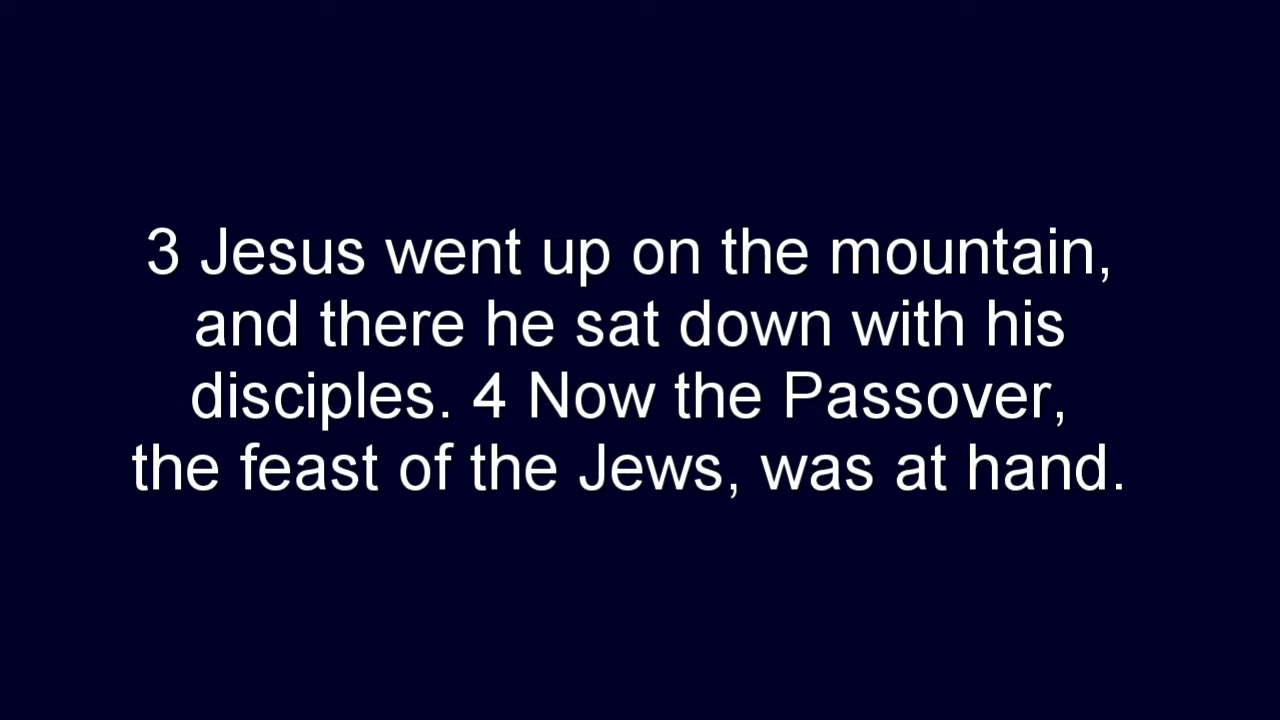 3 Jesus went up on the mountain,
and there he sat down with his
disciples. 4 Now the Passover,
the feast of the Jews, was at hand.